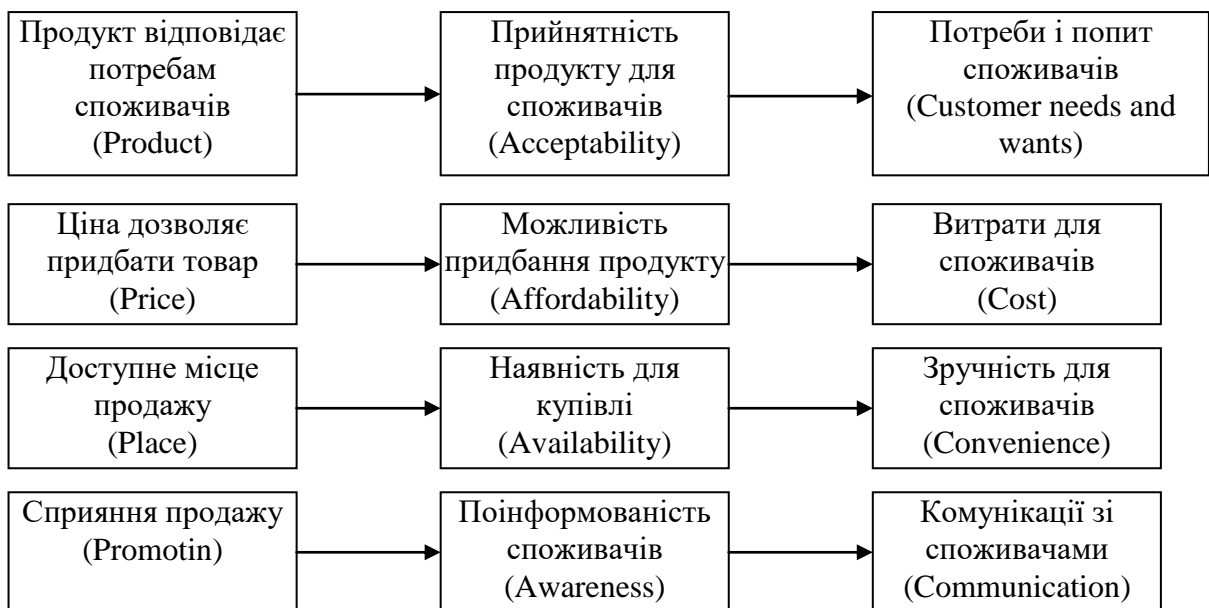 Продукт відповідає
потребам
споживачів
(Product)
Прийнятність
продукту для
споживачів
(Acceptability)
Потреби і попит
споживачів
(Customer needs and
wants)
Ціна дозволяє
придбати товар
(Price)
Можливість
придбання продукту
(Affordability)
Витрати для
споживачів
(Cost)
Доступне місце
продажу
(Place)
Наявність для
купівлі
(Availability)
Зручність для
споживачів
(Convenience)
Сприяння продажу
(Promotin)
Поінформованість
споживачів
(Awareness)
Комунікації зі
споживачами
(Communication)